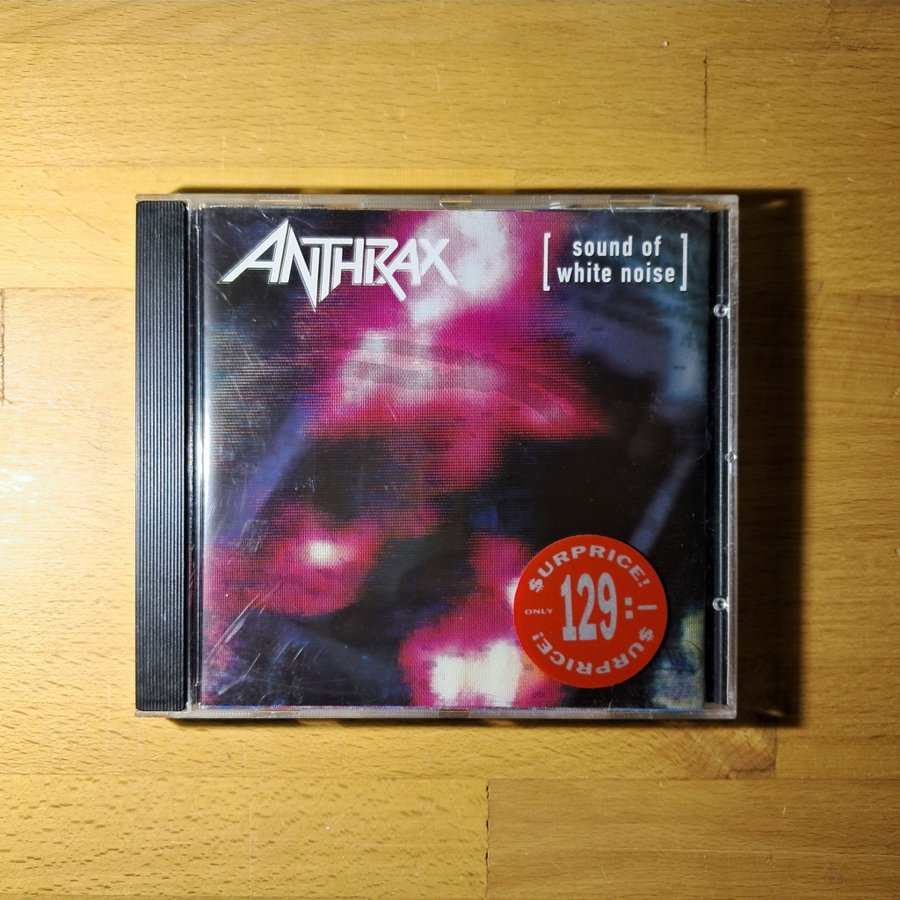 ANTHRAX
[ sound of
white noise ]
$URPRICE!
ONLY 129:-
$URPRICE!